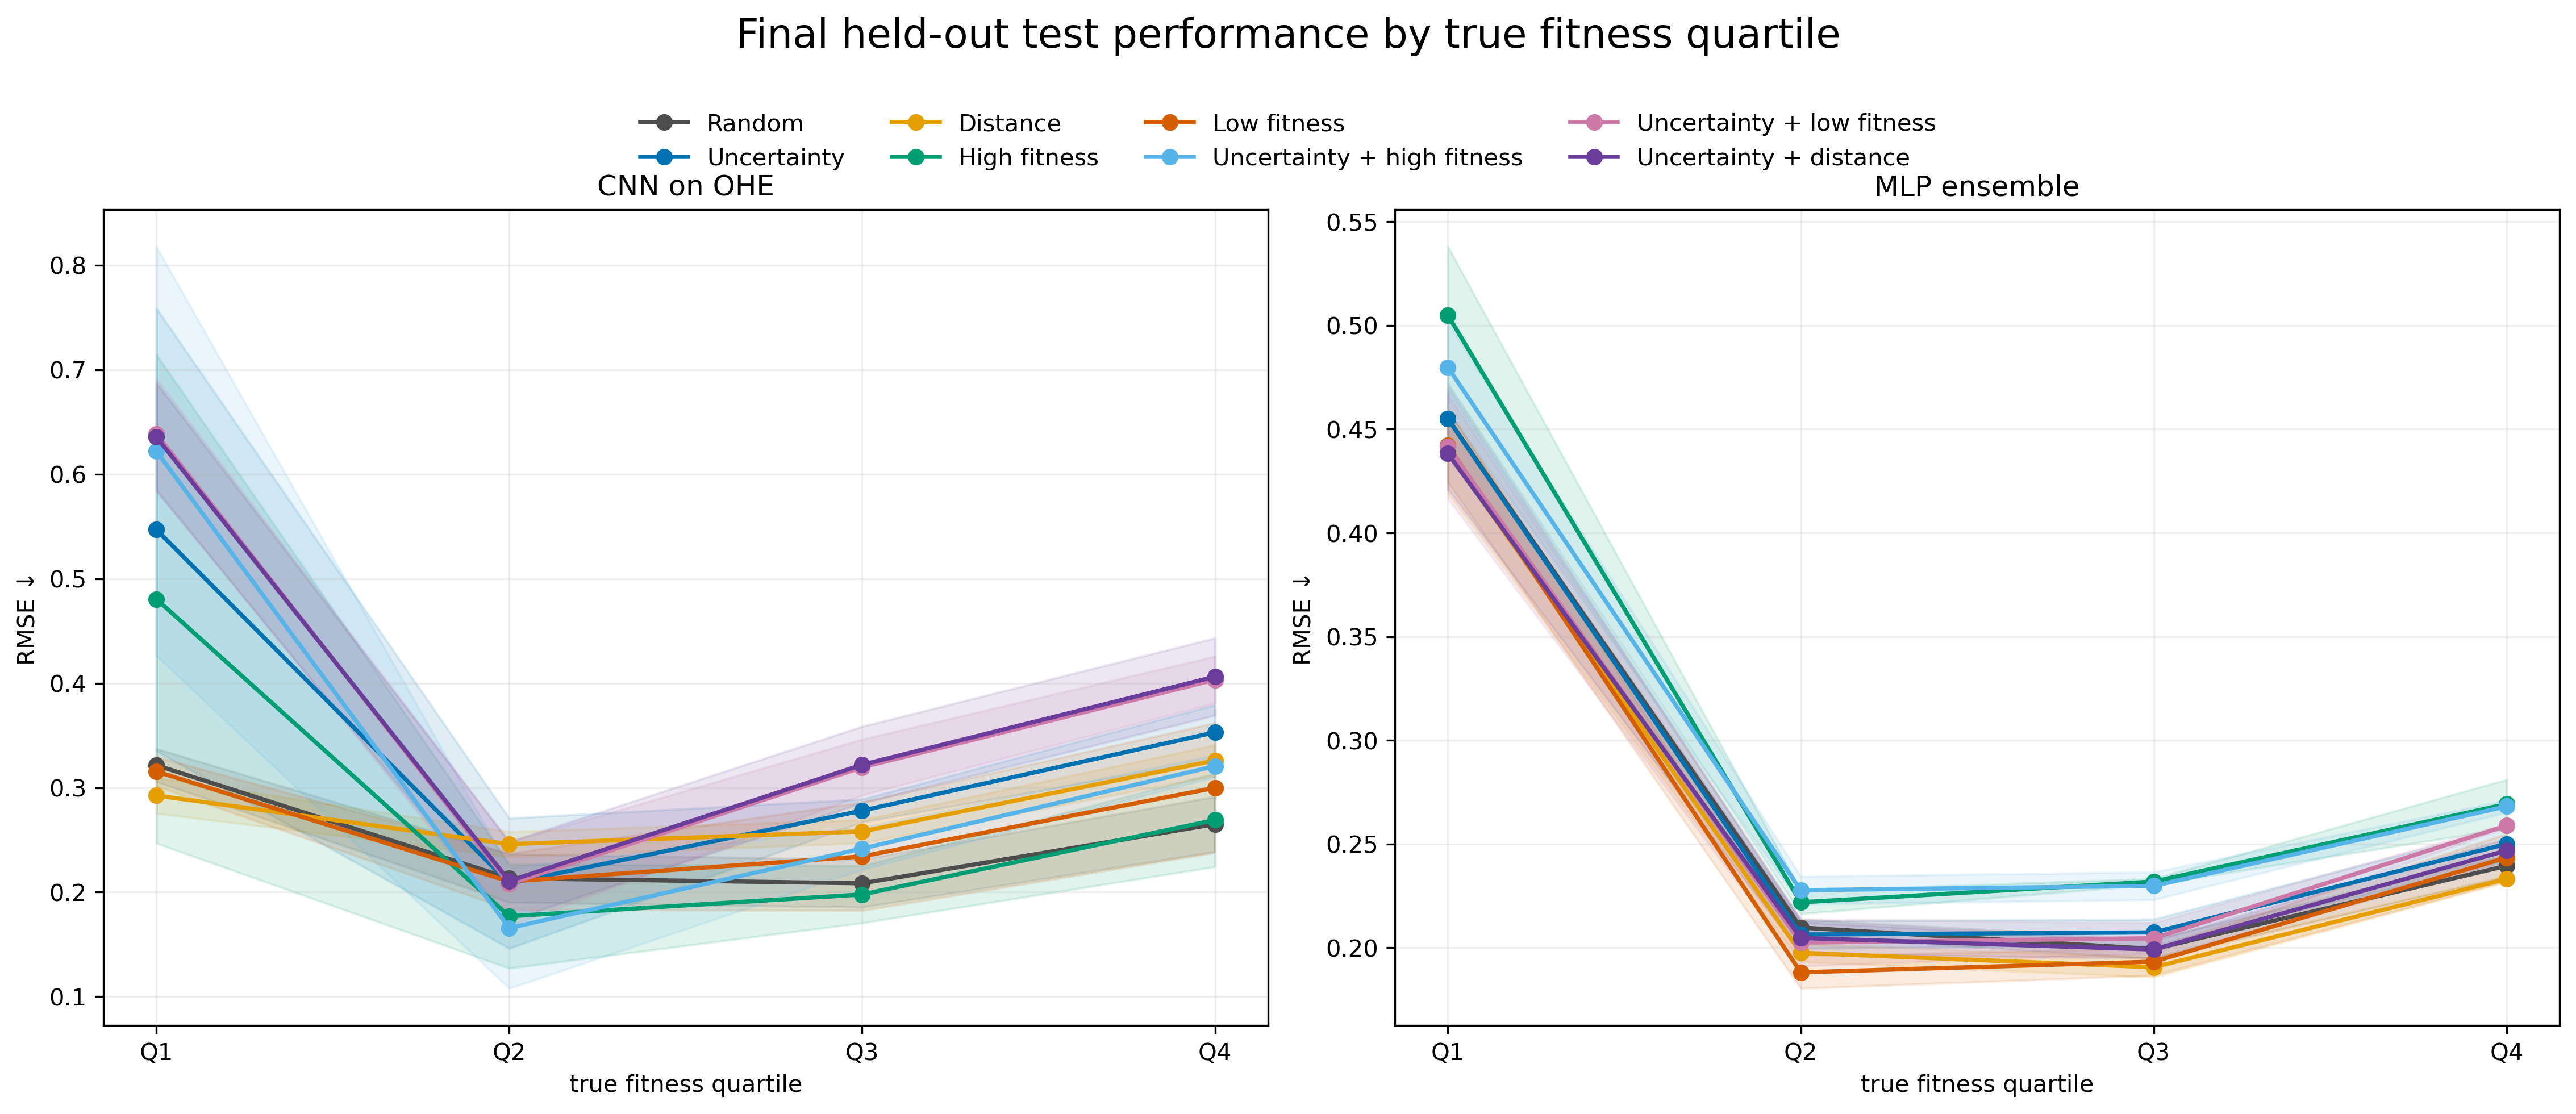 Final held-out test performance by true fitness quartile
Random
Distance
Low fitness
Uncertainty + low fitness
Uncertainty
High fitness
Uncertainty + high fitness
Uncertainty + distance
CNN on OHE
0.8
0.7
0.6
0.5
0.4
0.3
0.2
0.1
RMSE ↓
Q1
Q2
Q3
Q4
true fitness quartile
MLP ensemble
0.55
0.50
0.45
0.40
0.35
0.30
0.25
0.20
RMSE ↓
Q1
Q2
Q3
Q4
true fitness quartile